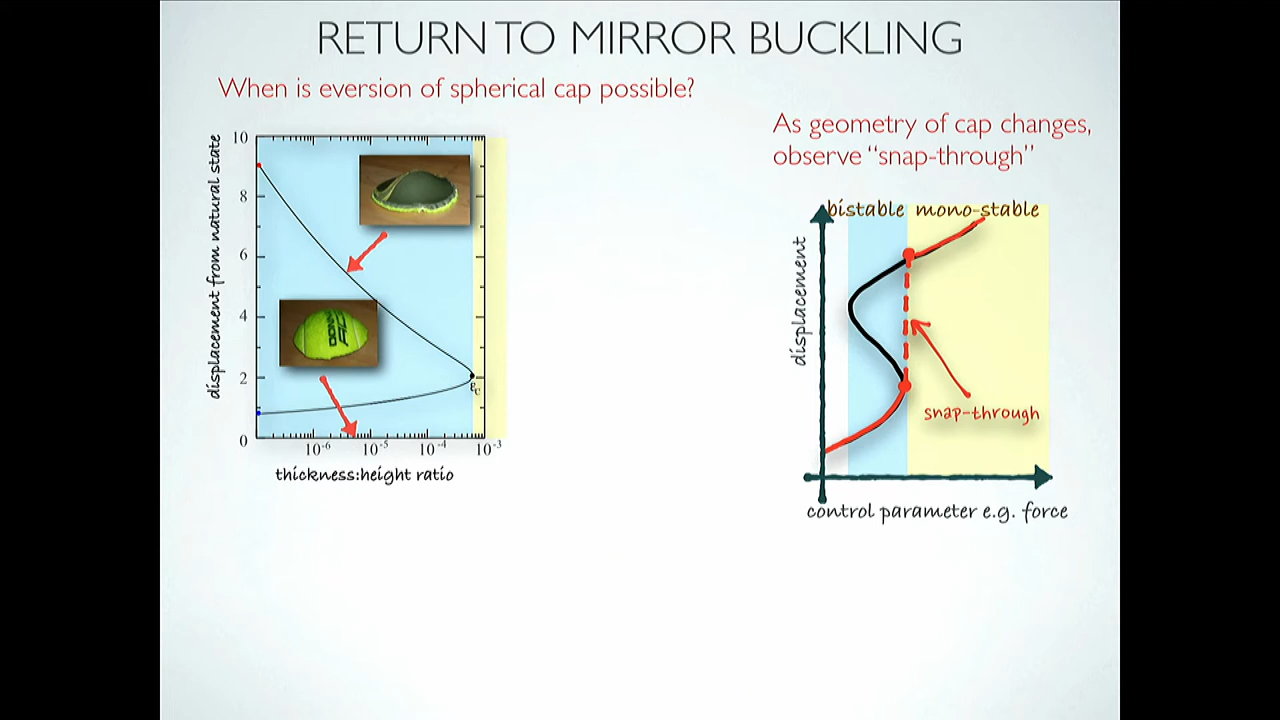 RETURN TO MIRROR BUCKLING
When is eversion of spherical cap possible?
As geometry of cap changes,
observe “snap-through”
displacement from natural state
10
8
6
4
2
0
εc
10-6
10-5
10-4
10-3
thickness:height ratio
bistable
mono-stable
displacement
snap-through
control parameter e.g. force